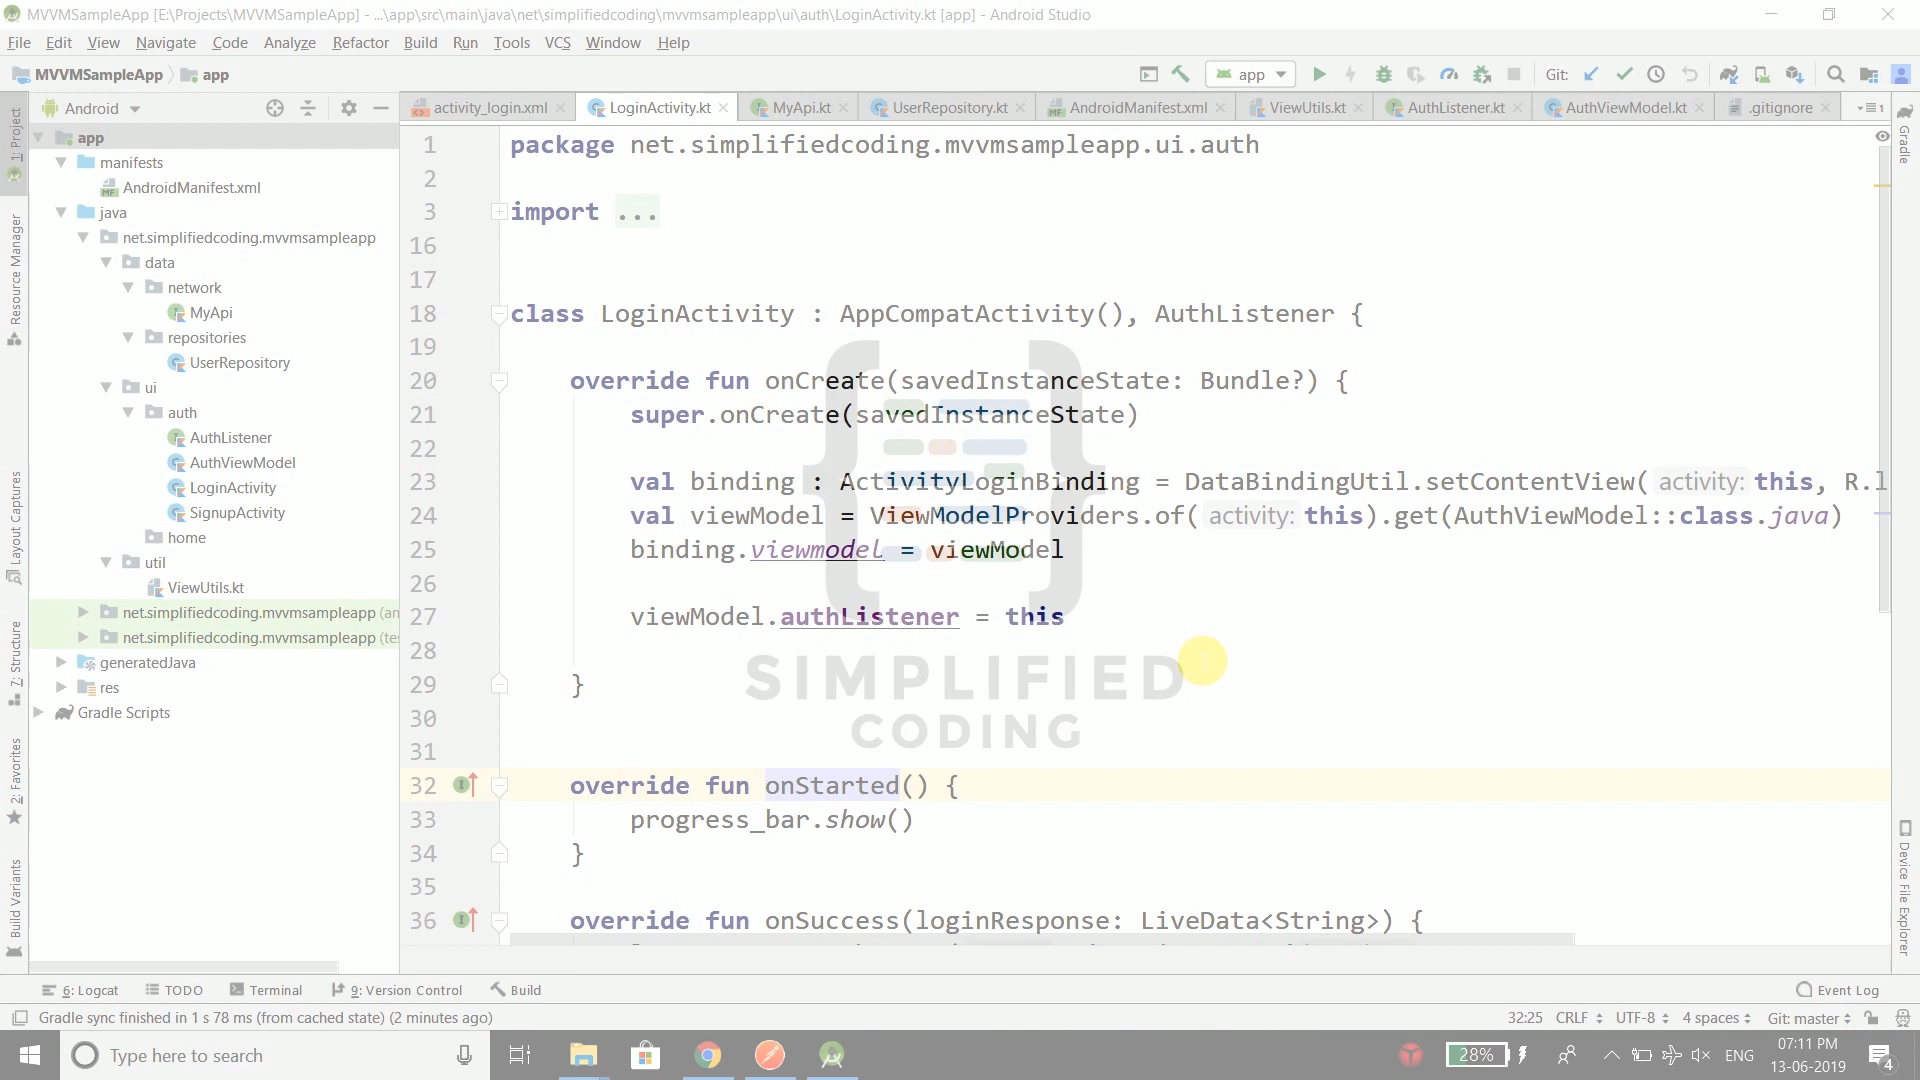 MVVMSampleApp [E:\Projects\MVVMSampleApp] - ...\app\src\main\java\net\simplifiedcoding\mvvmsampleapp\ui\auth\LoginActivity.kt [app] - Android Studio
File Edit View Navigate Code Analyze Refactor Build Run Tools VCS Window Help
MVVMSampleApp app
app
Git:
Android
activity_login.xml LoginActivity.kt MyApi.kt UserRepository.kt AndroidManifest.xml ViewUtils.kt AuthListener.kt AuthViewModel.kt .gitignore
1: Project
Resource Manager
Layout Captures
7: Structure
2: Favorites
Build Variants
app
manifests
AndroidManifest.xml
java
net.simplifiedcoding.mvvmsampleapp
data
network
MyApi
repositories
UserRepository
ui
auth
AuthListener
AuthViewModel
LoginActivity
SignupActivity
home
util
ViewUtils.kt
net.simplifiedcoding.mvvmsampleapp (an
net.simplifiedcoding.mvvmsampleapp (te
generatedJava
res
Gradle Scripts
1 package net.simplifiedcoding.mvvmsampleapp.ui.auth
2
3 import ...
16
17
18 class LoginActivity : AppCompatActivity(), AuthListener {
19
20 override fun onCreate(savedInstanceState: Bundle?) {
21 super.onCreate(savedInstanceState)
22
23 val binding : ActivityLoginBinding = DataBindingUtil.setContentView( activity: this, R.l
24 val viewModel = ViewModelProviders.of( activity: this).get(AuthViewModel::class.java)
25 binding.viewmodel = viewModel
26
27 viewModel.authListener = this
28
29 }
30
31
32 override fun onStarted() {
33 progress_bar.show()
34 }
35
36 override fun onSuccess(loginResponse: LiveData<String>) {
SIMPLIFIED
CODING
Gradle
Device File Explorer
6: Logcat TODO Terminal 9: Version Control Build Event Log
Gradle sync finished in 1 s 78 ms (from cached state) (2 minutes ago) 32:25 CRLF UTF-8 4 spaces Git: master
Type here to search
28%
ENG
07:11 PM
13-06-2019
4